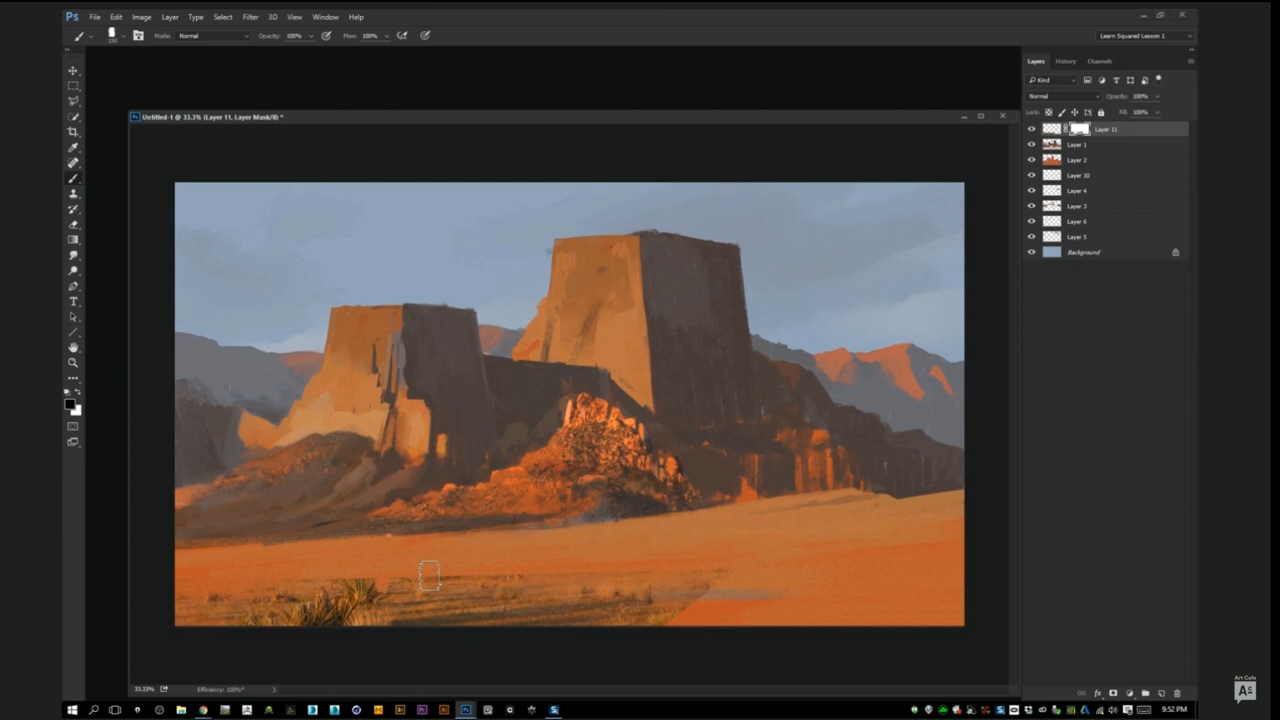 Ps File Edit Image Layer Type Select Filter 3D View Window Help
Mode: Normal Opacity: 100% Flow: 100% Learn Squared Lesson 1
Layers History Channels
Untitled-1 @ 33.3% (Layer 11, Layer Mask/8) *
Kind
Normal Opacity: 100%
Lock: Fill: 100%
Layer 11
Layer 1
Layer 2
Layer 10
Layer 4
Layer 3
Layer 6
Layer 5
Background
33.33% Efficiency: 100%*
Art Cafe
As
9:52 PM